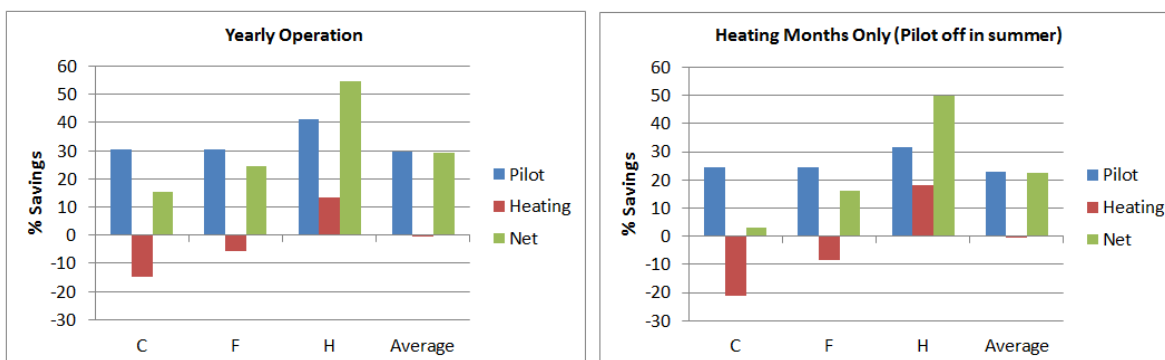 Yearly Operation
60
50
40
30
20
10
0
-10
-20
-30
% Savings
C F H Average
Pilot
Heating
Net
Heating Months Only (Pilot off in summer)
60
50
40
30
20
10
0
-10
-20
-30
% Savings
C F H Average
Pilot
Heating
Net